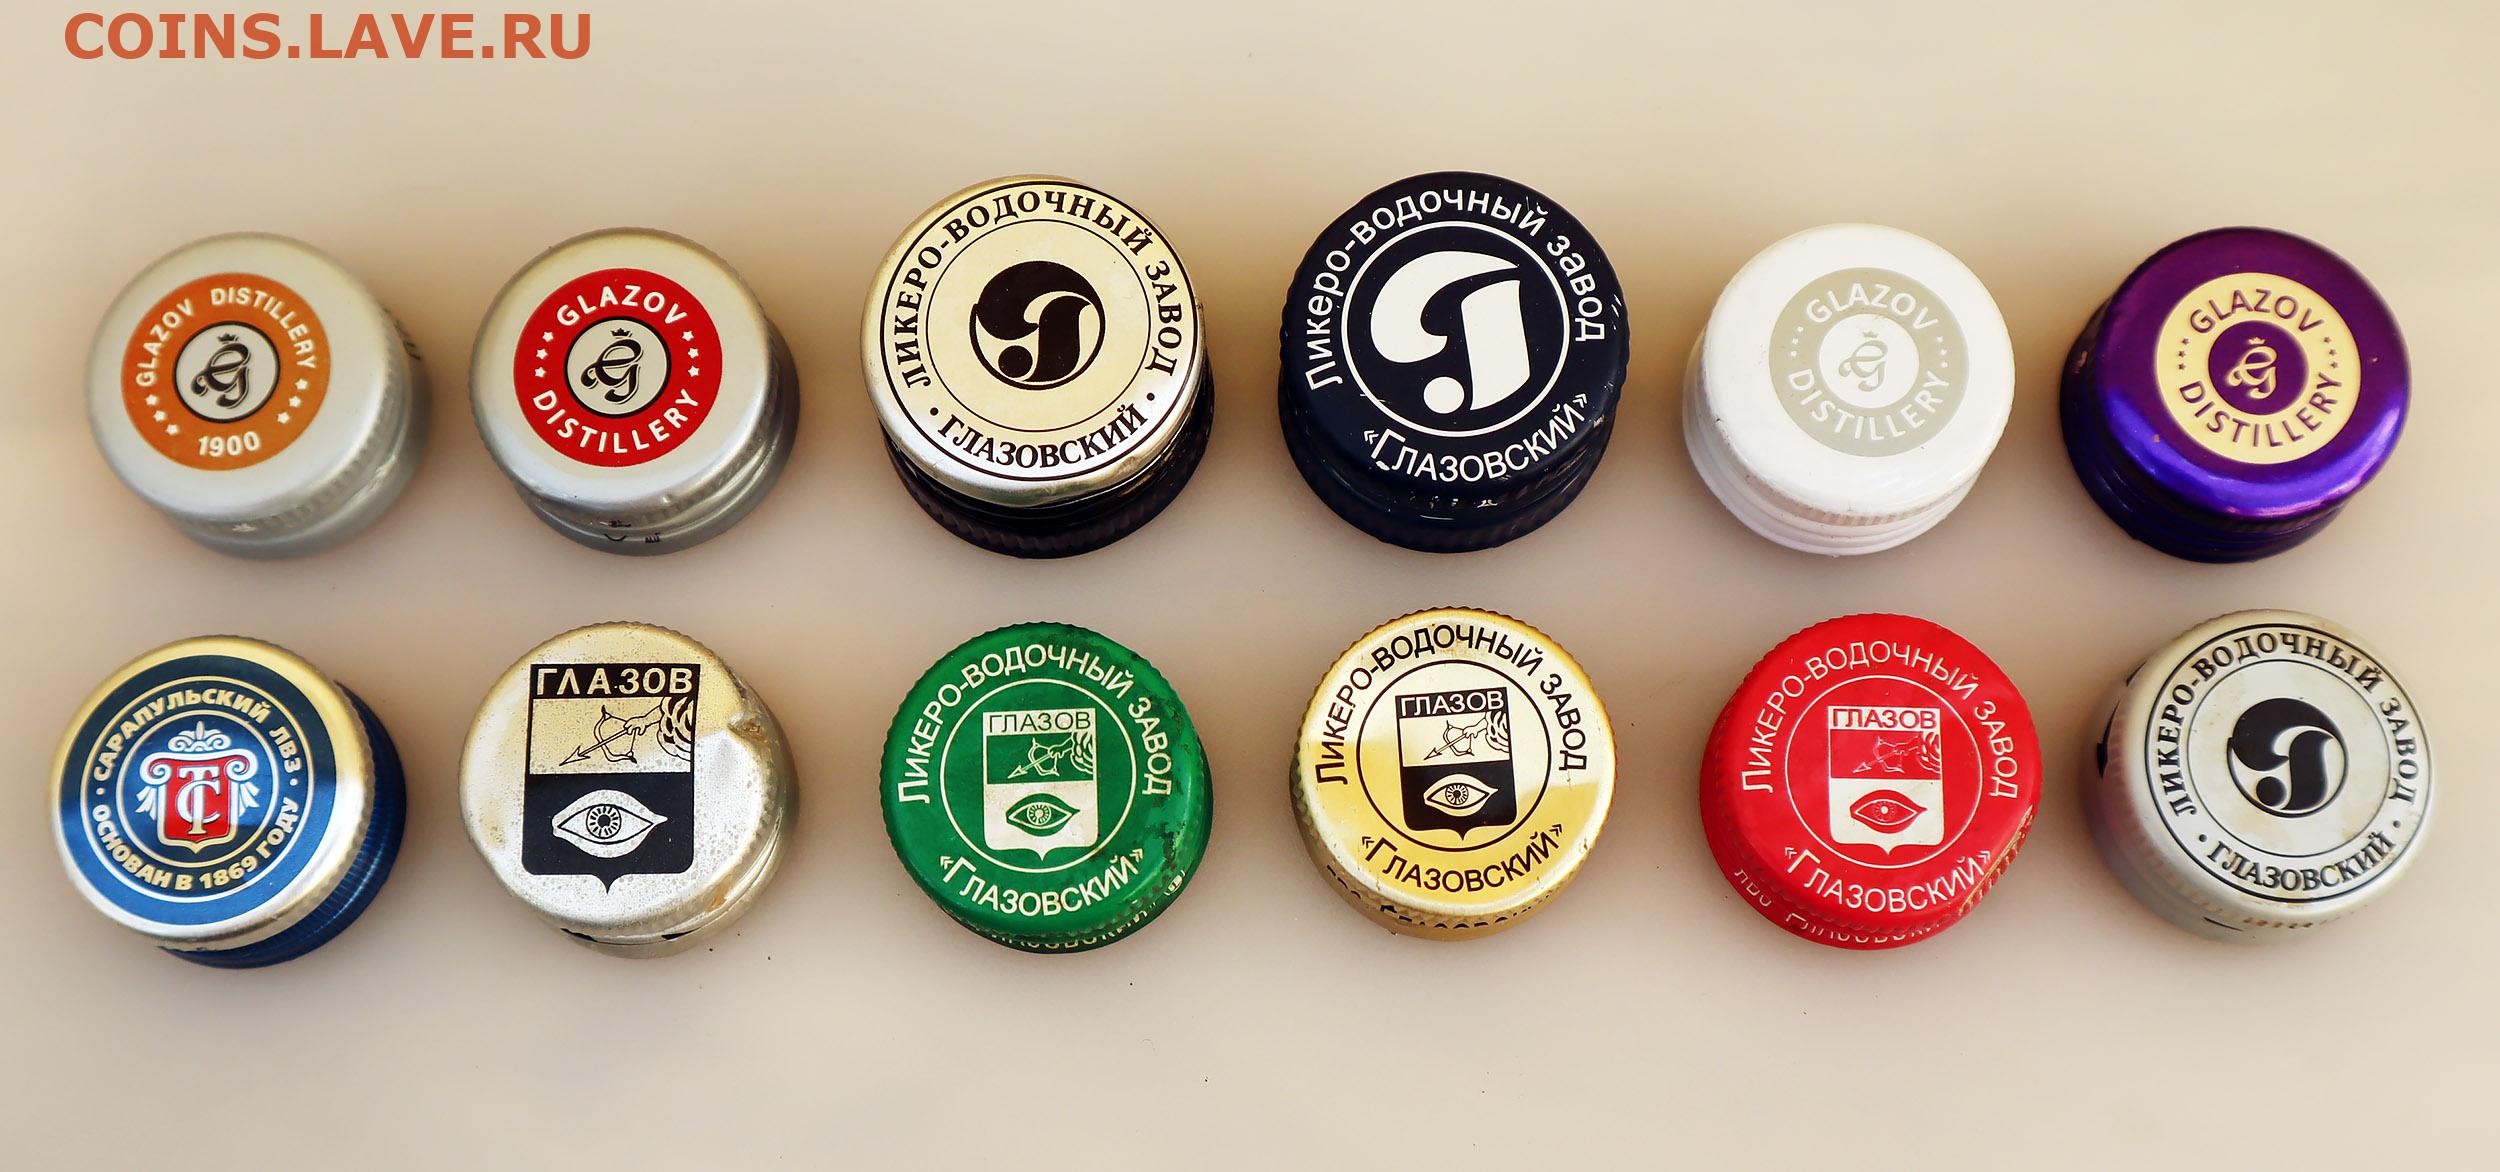 COINS.LAVE.RU
GLAZOV DISTILLERY
1900
GLAZOV
DISTILLERY
ЛИКЕРО-ВОДОЧНЫЙ ЗАВОД
• ГЛАЗОВСКИЙ •
Ликеро-водочный завод
«Глазовский»
GLAZOV
DISTILLERY
GLAZOV
DISTILLERY
• САРАПУЛЬСКИЙ ЛВЗ •
ТС
ОСНОВАН В 1869 ГОДУ
ГЛАЗОВ
ЛИКЕРО-ВОДОЧНЫЙ ЗАВОД
ГЛАЗОВ
«ГЛАЗОВСКИЙ»
ЛИКЕРО-ВОДОЧНЫЙ ЗАВОД
ГЛАЗОВ
«ГЛАЗОВСКИЙ»
ЛИКЕРО-ВОДОЧНЫЙ ЗАВОД
ГЛАЗОВ
«ГЛАЗОВСКИЙ»
ЛИКЕРО-ВОДОЧНЫЙ ЗАВОД
• ГЛАЗОВСКИЙ •